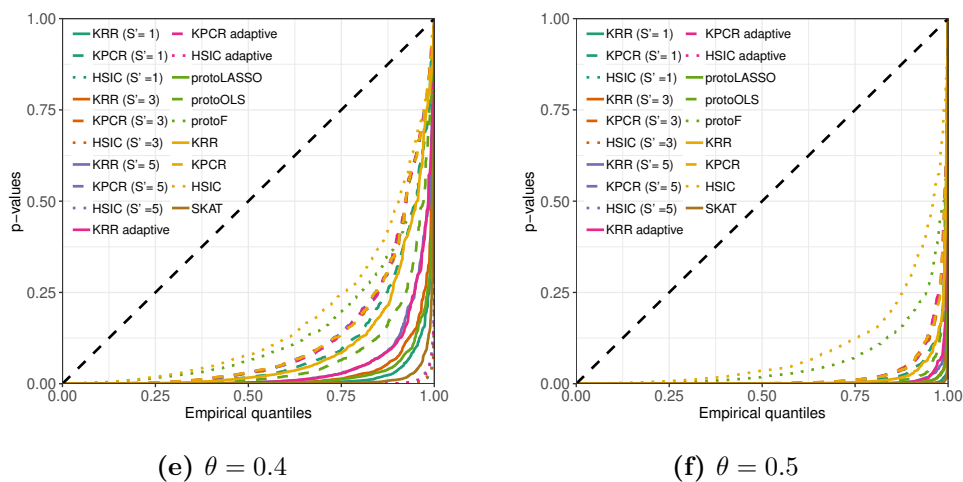 1.00
KRR (S'= 1) KPCR adaptive
KPCR (S'= 1) HSIC adaptive
HSIC (S' =1) protoLASSO
0.75
KRR (S'= 3) protoOLS
KPCR (S'= 3) protoF
HSIC (S' =3) KRR
KRR (S'= 5) KPCR
KPCR (S'= 5) HSIC
0.50
HSIC (S' =5) SKAT
KRR adaptive
p−values
0.25
0.00
0.00 0.25 0.50 0.75 1.00
Empirical quantiles
(e) θ = 0.4
1.00
KRR (S'= 1) KPCR adaptive
KPCR (S'= 1) HSIC adaptive
HSIC (S' =1) protoLASSO
0.75
KRR (S'= 3) protoOLS
KPCR (S'= 3) protoF
HSIC (S' =3) KRR
KRR (S'= 5) KPCR
KPCR (S'= 5) HSIC
0.50
HSIC (S' =5) SKAT
KRR adaptive
p−values
0.25
0.00
0.00 0.25 0.50 0.75 1.00
Empirical quantiles
(f) θ = 0.5